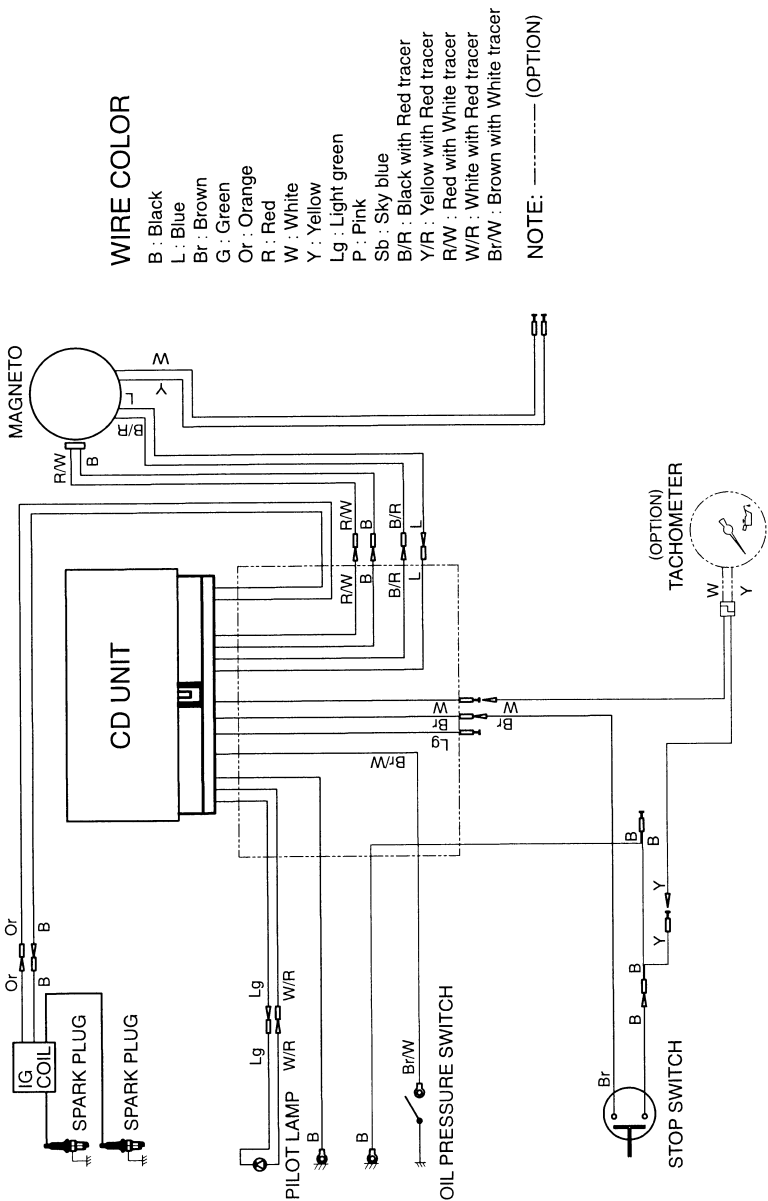 WIRE COLOR
B : Black
L : Blue
Br : Brown
G : Green
Or : Orange
R : Red
W : White
Y : Yellow
Lg : Light green
P : Pink
Sb : Sky blue
B/R : Black with Red tracer
Y/R : Yellow with Red tracer
R/W : Red with White tracer
W/R : White with Red tracer
Br/W : Brown with White tracer
NOTE: (OPTION)
MAGNETO
R/W
B
B/R
L
Y
W
R/W
B
B/R
L
R/W
B
B/R
L
CD UNIT
W
Br
Lg
Br/W
W
Br
(OPTION)
TACHOMETER
W
Y
Or
B
Or
B
IG
COIL
SPARK PLUG
SPARK PLUG
Lg
W/R
Lg
W/R
PILOT LAMP
B
B
Br/W
OIL PRESSURE SWITCH
B
B
Y
Y
B
B
Br
STOP SWITCH